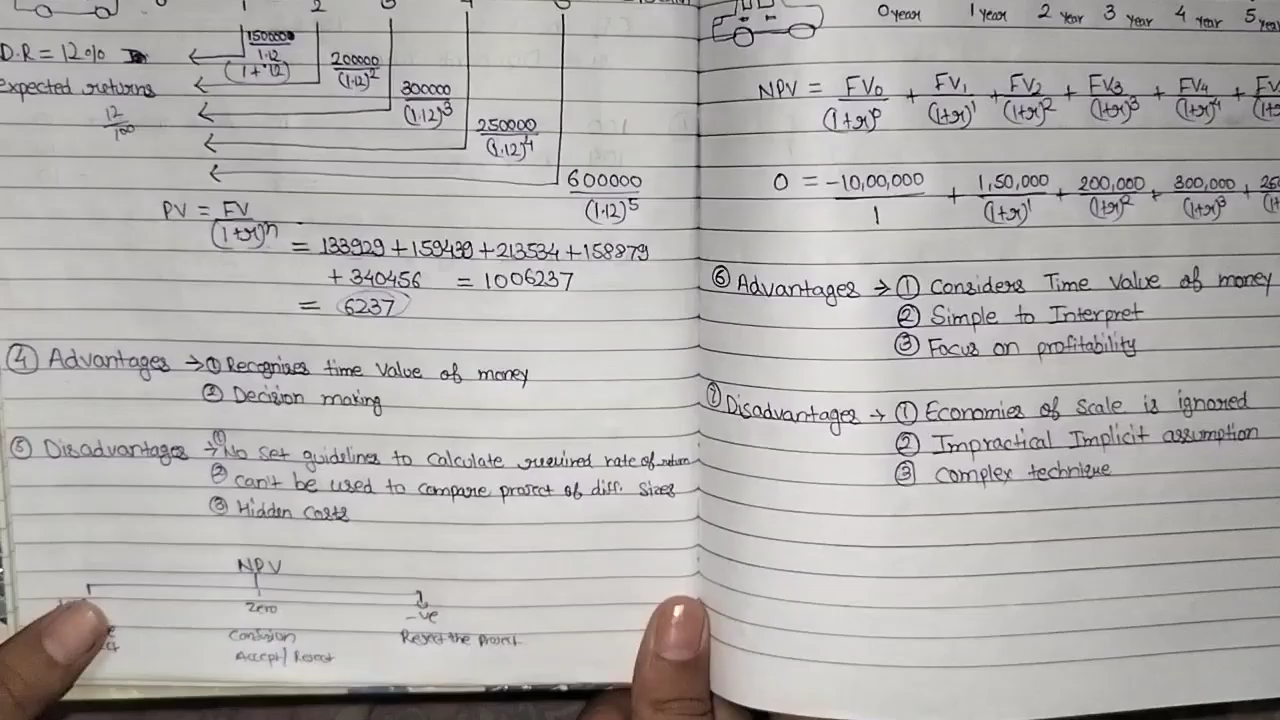 1 2
D.R = 12%
expected returns
12
100
150000
1.12
(1+.12)
200000
(1.12)^2
300000
(1.12)^3
250000
(1.12)^4
600000
(1.12)^5
PV = FV
(1+r)^n
= 133929 + 159439 + 213534 + 158879
+ 340456 = 1006237
= 6237
④ Advantages → ① Recognises time value of money
② Decision making
⑤ Disadvantages → ① No set guidelines to calculate required rate of return
② Can't be used to compare project of diff. sizes
③ Hidden Costs
NPV
Zero
-ve
Confusion
Accept / Reject
Reject the Project
0 year 1 year 2 year 3 year 4 year 5 year
NPV = FV0 + FV1 + FV2 + FV3 + FV4 + FV
(1+r)^0 (1+r)^1 (1+r)^2 (1+r)^3 (1+r)^4 (1+
0 = -10,00,000 + 1,50,000 + 200,000 + 300,000 + 25
1 (1+r)^1 (1+r)^2 (1+r)^3 (1+
⑥ Advantages → ① Considers Time Value of money
② Simple to Interpret
③ Focus on profitability
⑦ Disadvantages → ① Economies of Scale is ignored
② Impractical Implicit assumption
③ Complex technique